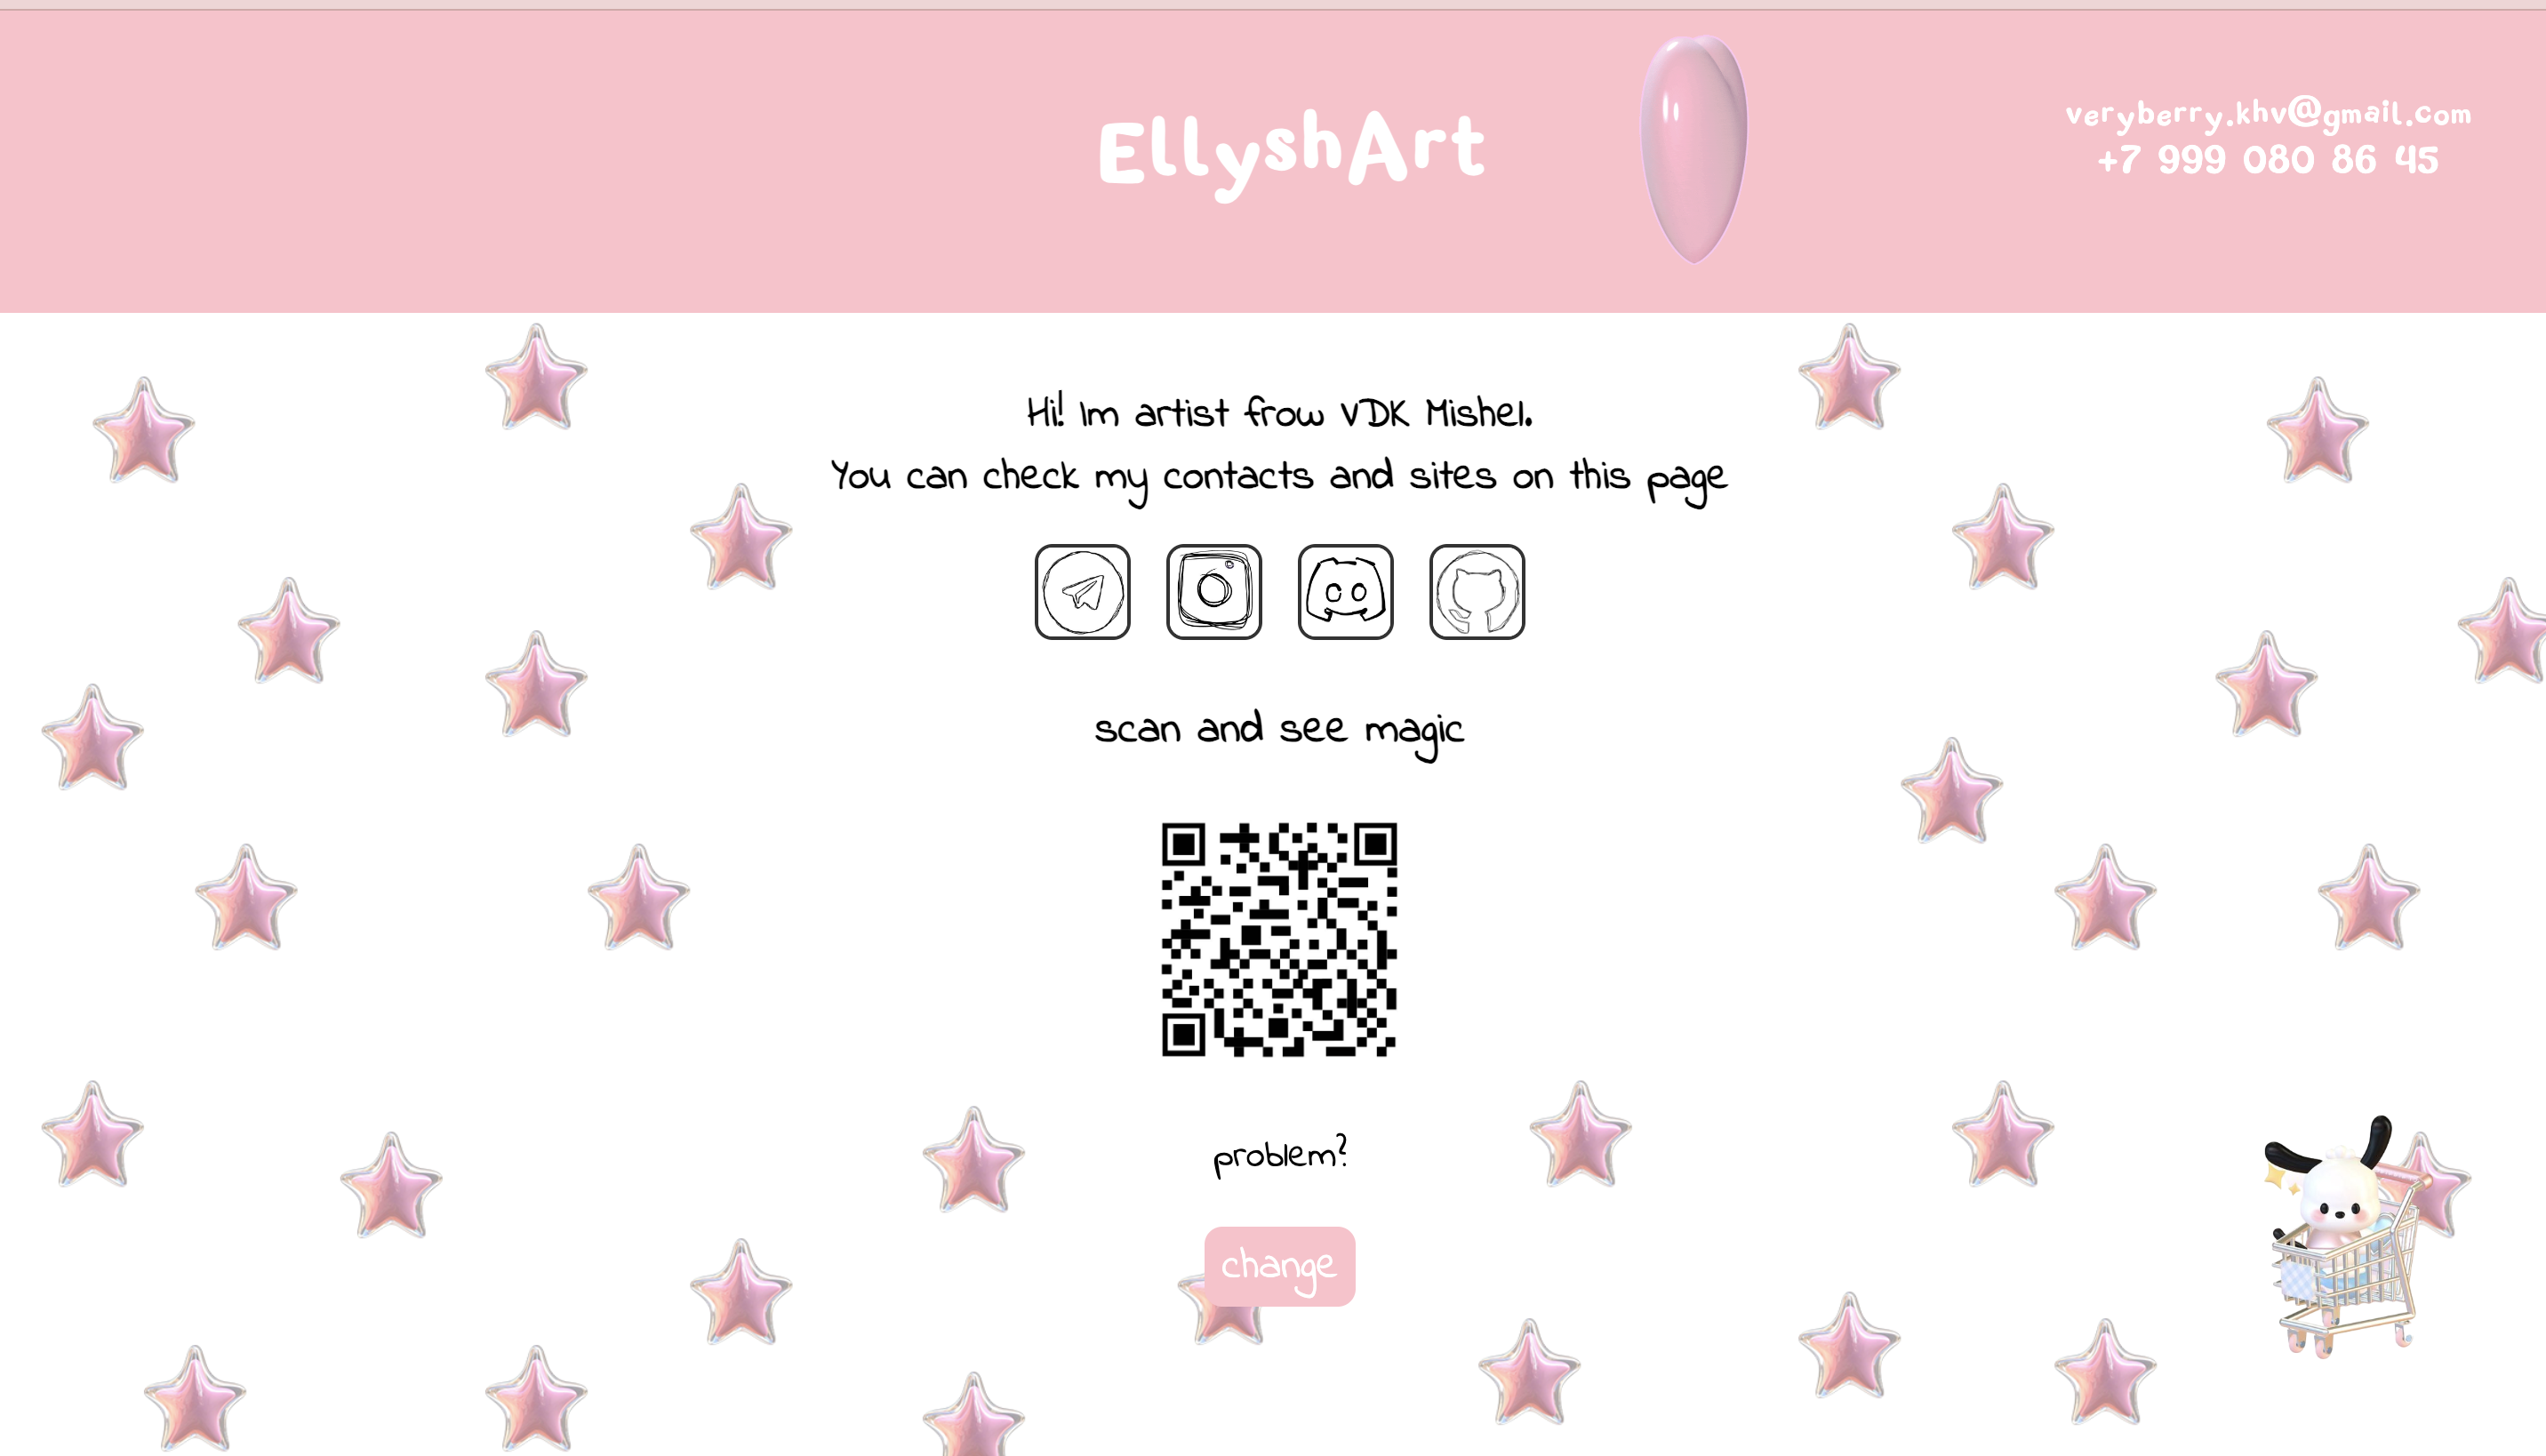 EllyshArt
veryberry.khv@gmail.com
+7 999 080 86 45
Hi! Im artist frow VDK Mishel.
You can check my contacts and sites on this page
scan and see magic
problem?
change